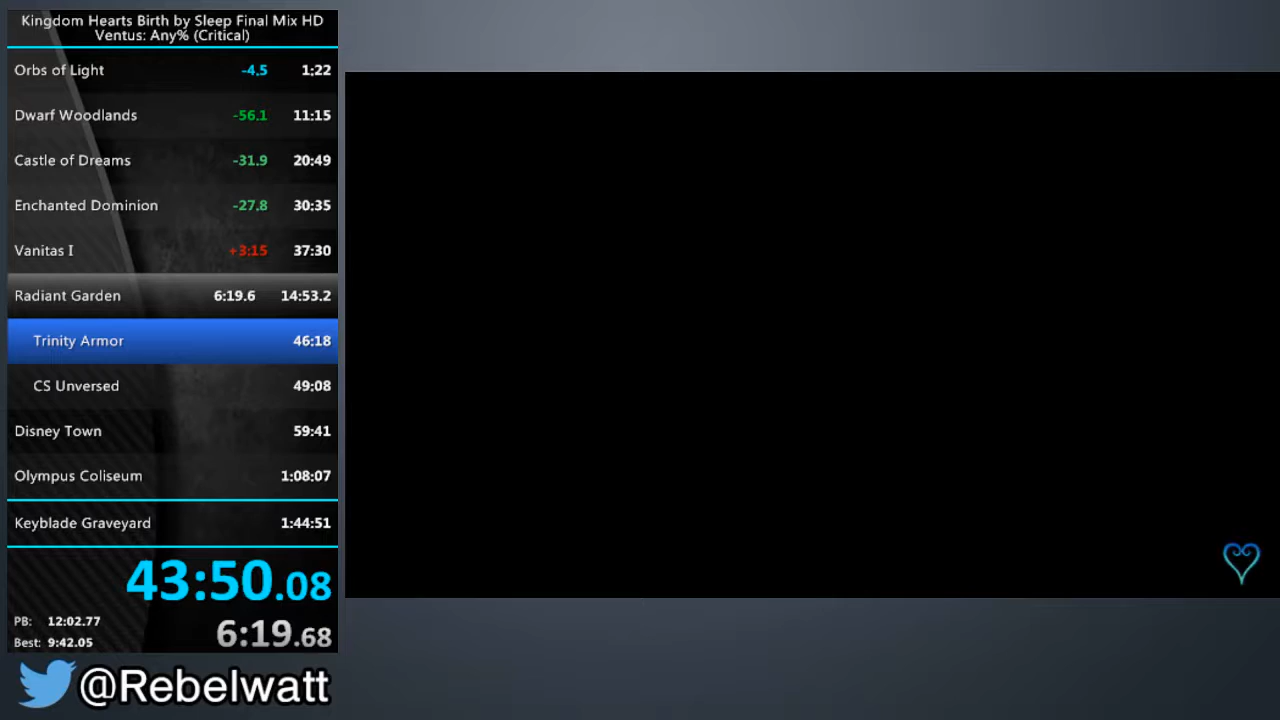 Kingdom Hearts Birth by Sleep Final Mix HD
Ventus: Any% (Critical)
Orbs of Light -4.5 1:22
Dwarf Woodlands -56.1 11:15
Castle of Dreams -31.9 20:49
Enchanted Dominion -27.8 30:35
Vanitas I +3:15 37:30
Radiant Garden 6:19.6 14:53.2
Trinity Armor 46:18
CS Unversed 49:08
Disney Town 59:41
Olympus Coliseum 1:08:07
Keyblade Graveyard 1:44:51
43:50.08
PB: 12:02.77
Best: 9:42.05
6:19.68
@Rebelwatt